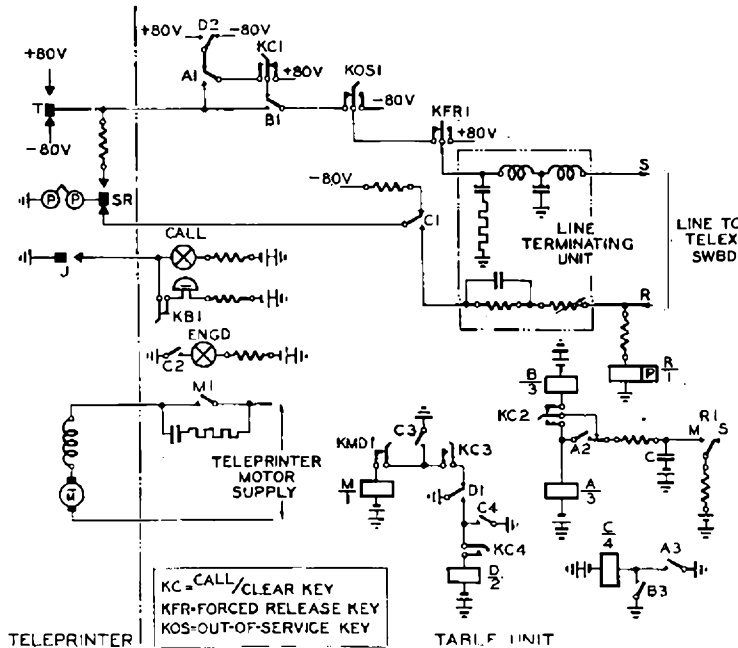 D2
+80V -80V
KC1
+80V
+80V
A1
KOS1
T
B1
-80V
KFR1
-80V
+80V
S
-80V
P P SR
C1
LINE TERMINATING UNIT
LINE TO TELEX SWBD
CALL
J
KB1
R
ENGD
C2
R/1
P
B/3
M1
KC2
R1
C3
A2
M S
KMD1
KC3
C
TELEPRINTER MOTOR SUPPLY
M/1
D1
A/3
M
C4
C/4
KC4
A3
D/2
B3
KC=CALL/CLEAR KEY
KFR=FORCED RELEASE KEY
KOS=OUT-OF-SERVICE KEY
TELEPRINTER
TABLE UNIT